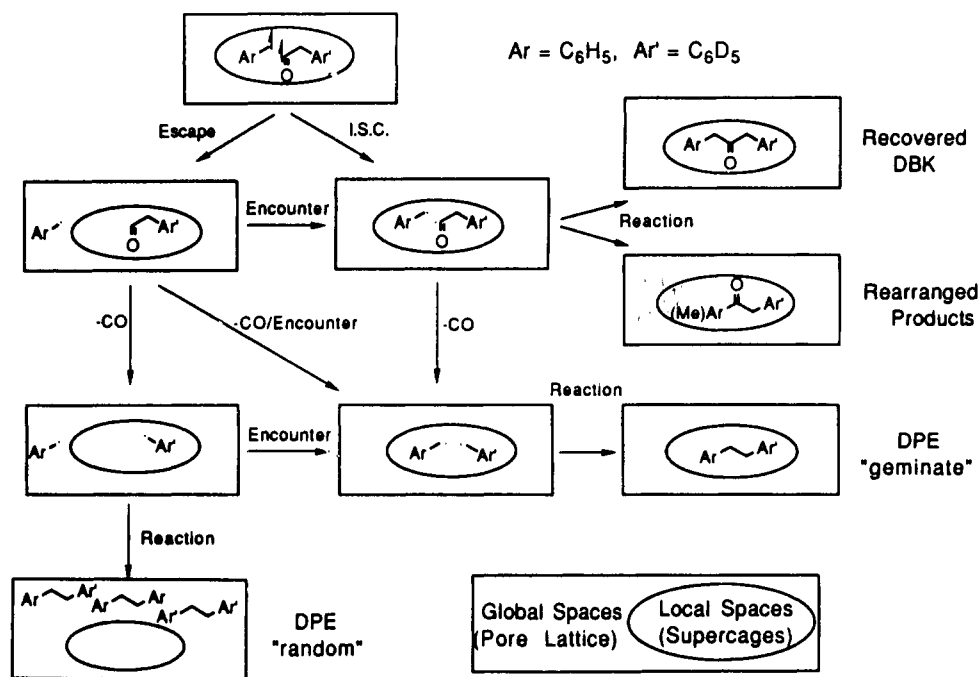 Ar Ar'
O
Ar = C6H5, Ar' = C6D5
Escape
I.S.C.
Ar Ar'
O
Recovered
DBK
Ar
O
Ar'
Encounter
Ar Ar'
O
Reaction
O
(Me)Ar Ar'
Rearranged
Products
-CO
-CO/Encounter
-CO
Reaction
Ar
Ar'
Encounter
Ar Ar'
Ar Ar'
DPE
"geminate"
Reaction
Ar Ar'
Ar Ar
Ar' Ar'
DPE
"random"
Global Spaces
(Pore Lattice)
Local Spaces
(Supercages)